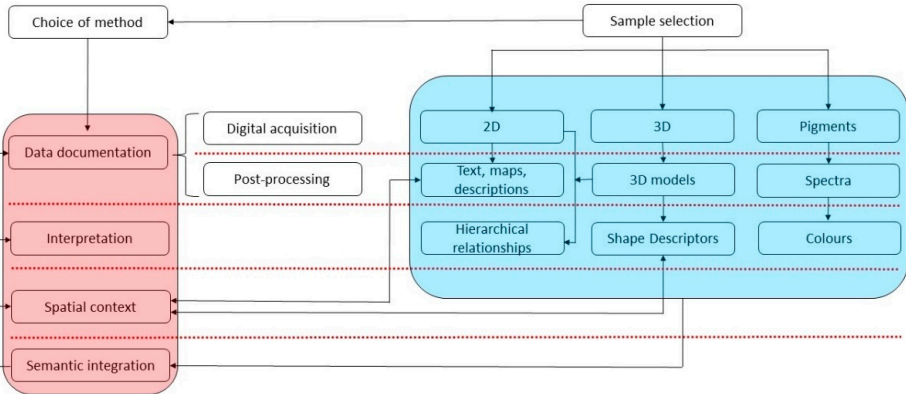 Choice of method
Sample selection
Digital acquisition
2D
3D
Pigments
Data documentation
Post-processing
Text, maps,
descriptions
3D models
Spectra
Interpretation
Hierarchical
relationships
Shape Descriptors
Colours
Spatial context
Semantic integration